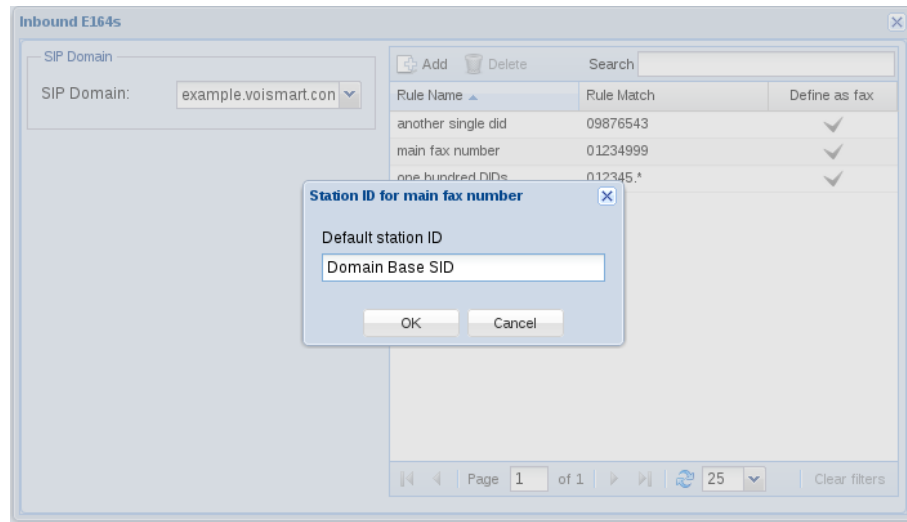 Inbound E164s
SIP Domain
SIP Domain: example.voismart.con
Add Delete Search
Rule Name Rule Match Define as fax
another single did 09876543
main fax number 01234999
one hundred DIDs 012345.*
Station ID for main fax number
Default station ID
Domain Base SID
OK Cancel
Page 1 of 1 25 Clear filters